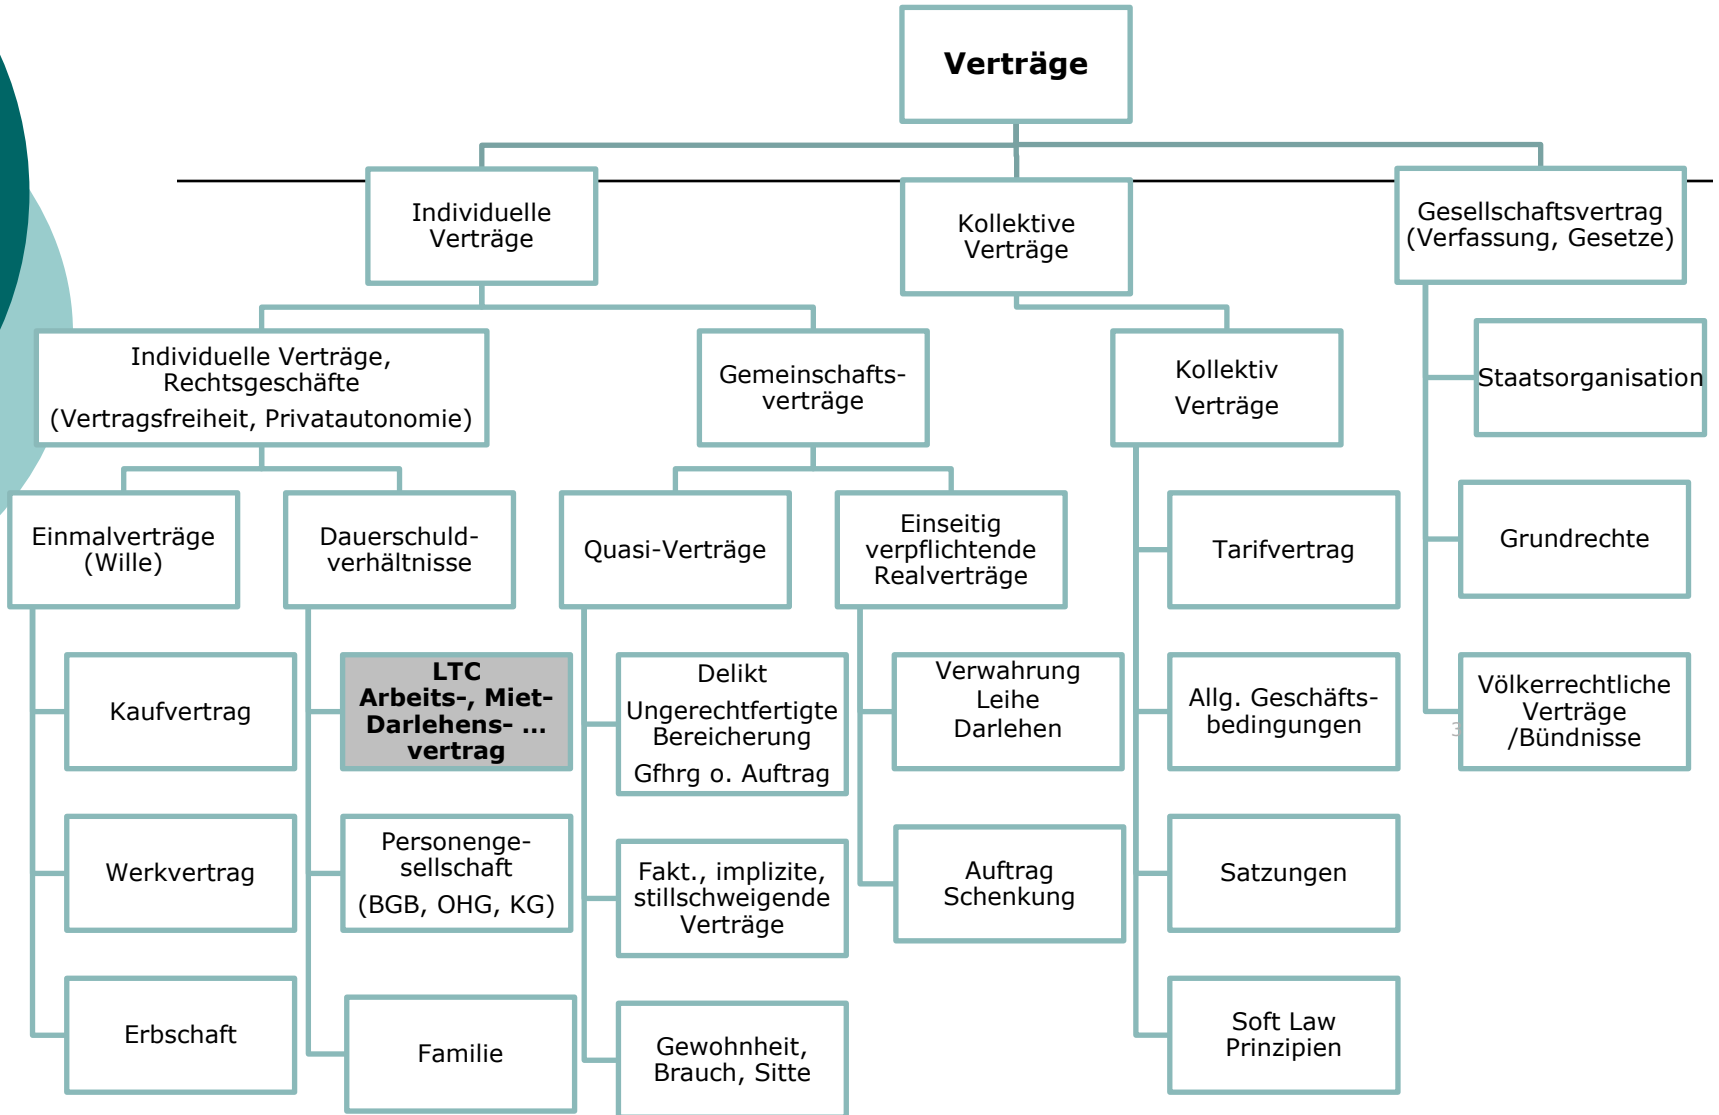 Verträge
Individuelle
Verträge
Kollektive
Verträge
Gesellschaftsvertrag
(Verfassung, Gesetze)
Individuelle Verträge,
Rechtsgeschäfte
(Vertragsfreiheit, Privatautonomie)
Gemeinschafts-
verträge
Kollektiv
Verträge
Staatsorganisation
Einmalverträge
(Wille)
Dauerschuld-
verhältnisse
Quasi-Verträge
Einseitig
verpflichtende
Realverträge
Tarifvertrag
Grundrechte
Kaufvertrag
LTC
Arbeits-, Miet-
Darlehens- ...
vertrag
Delikt
Ungerechtfertigte
Bereicherung
Gfhrg o. Auftrag
Verwahrung
Leihe
Darlehen
Allg. Geschäfts-
bedingungen
Völkerrechtliche
Verträge
/Bündnisse
Werkvertrag
Personenge-
sellschaft
(BGB, OHG, KG)
Fakt., implizite,
stillschweigende
Verträge
Auftrag
Schenkung
Satzungen
Erbschaft
Familie
Gewohnheit,
Brauch, Sitte
Soft Law
Prinzipien